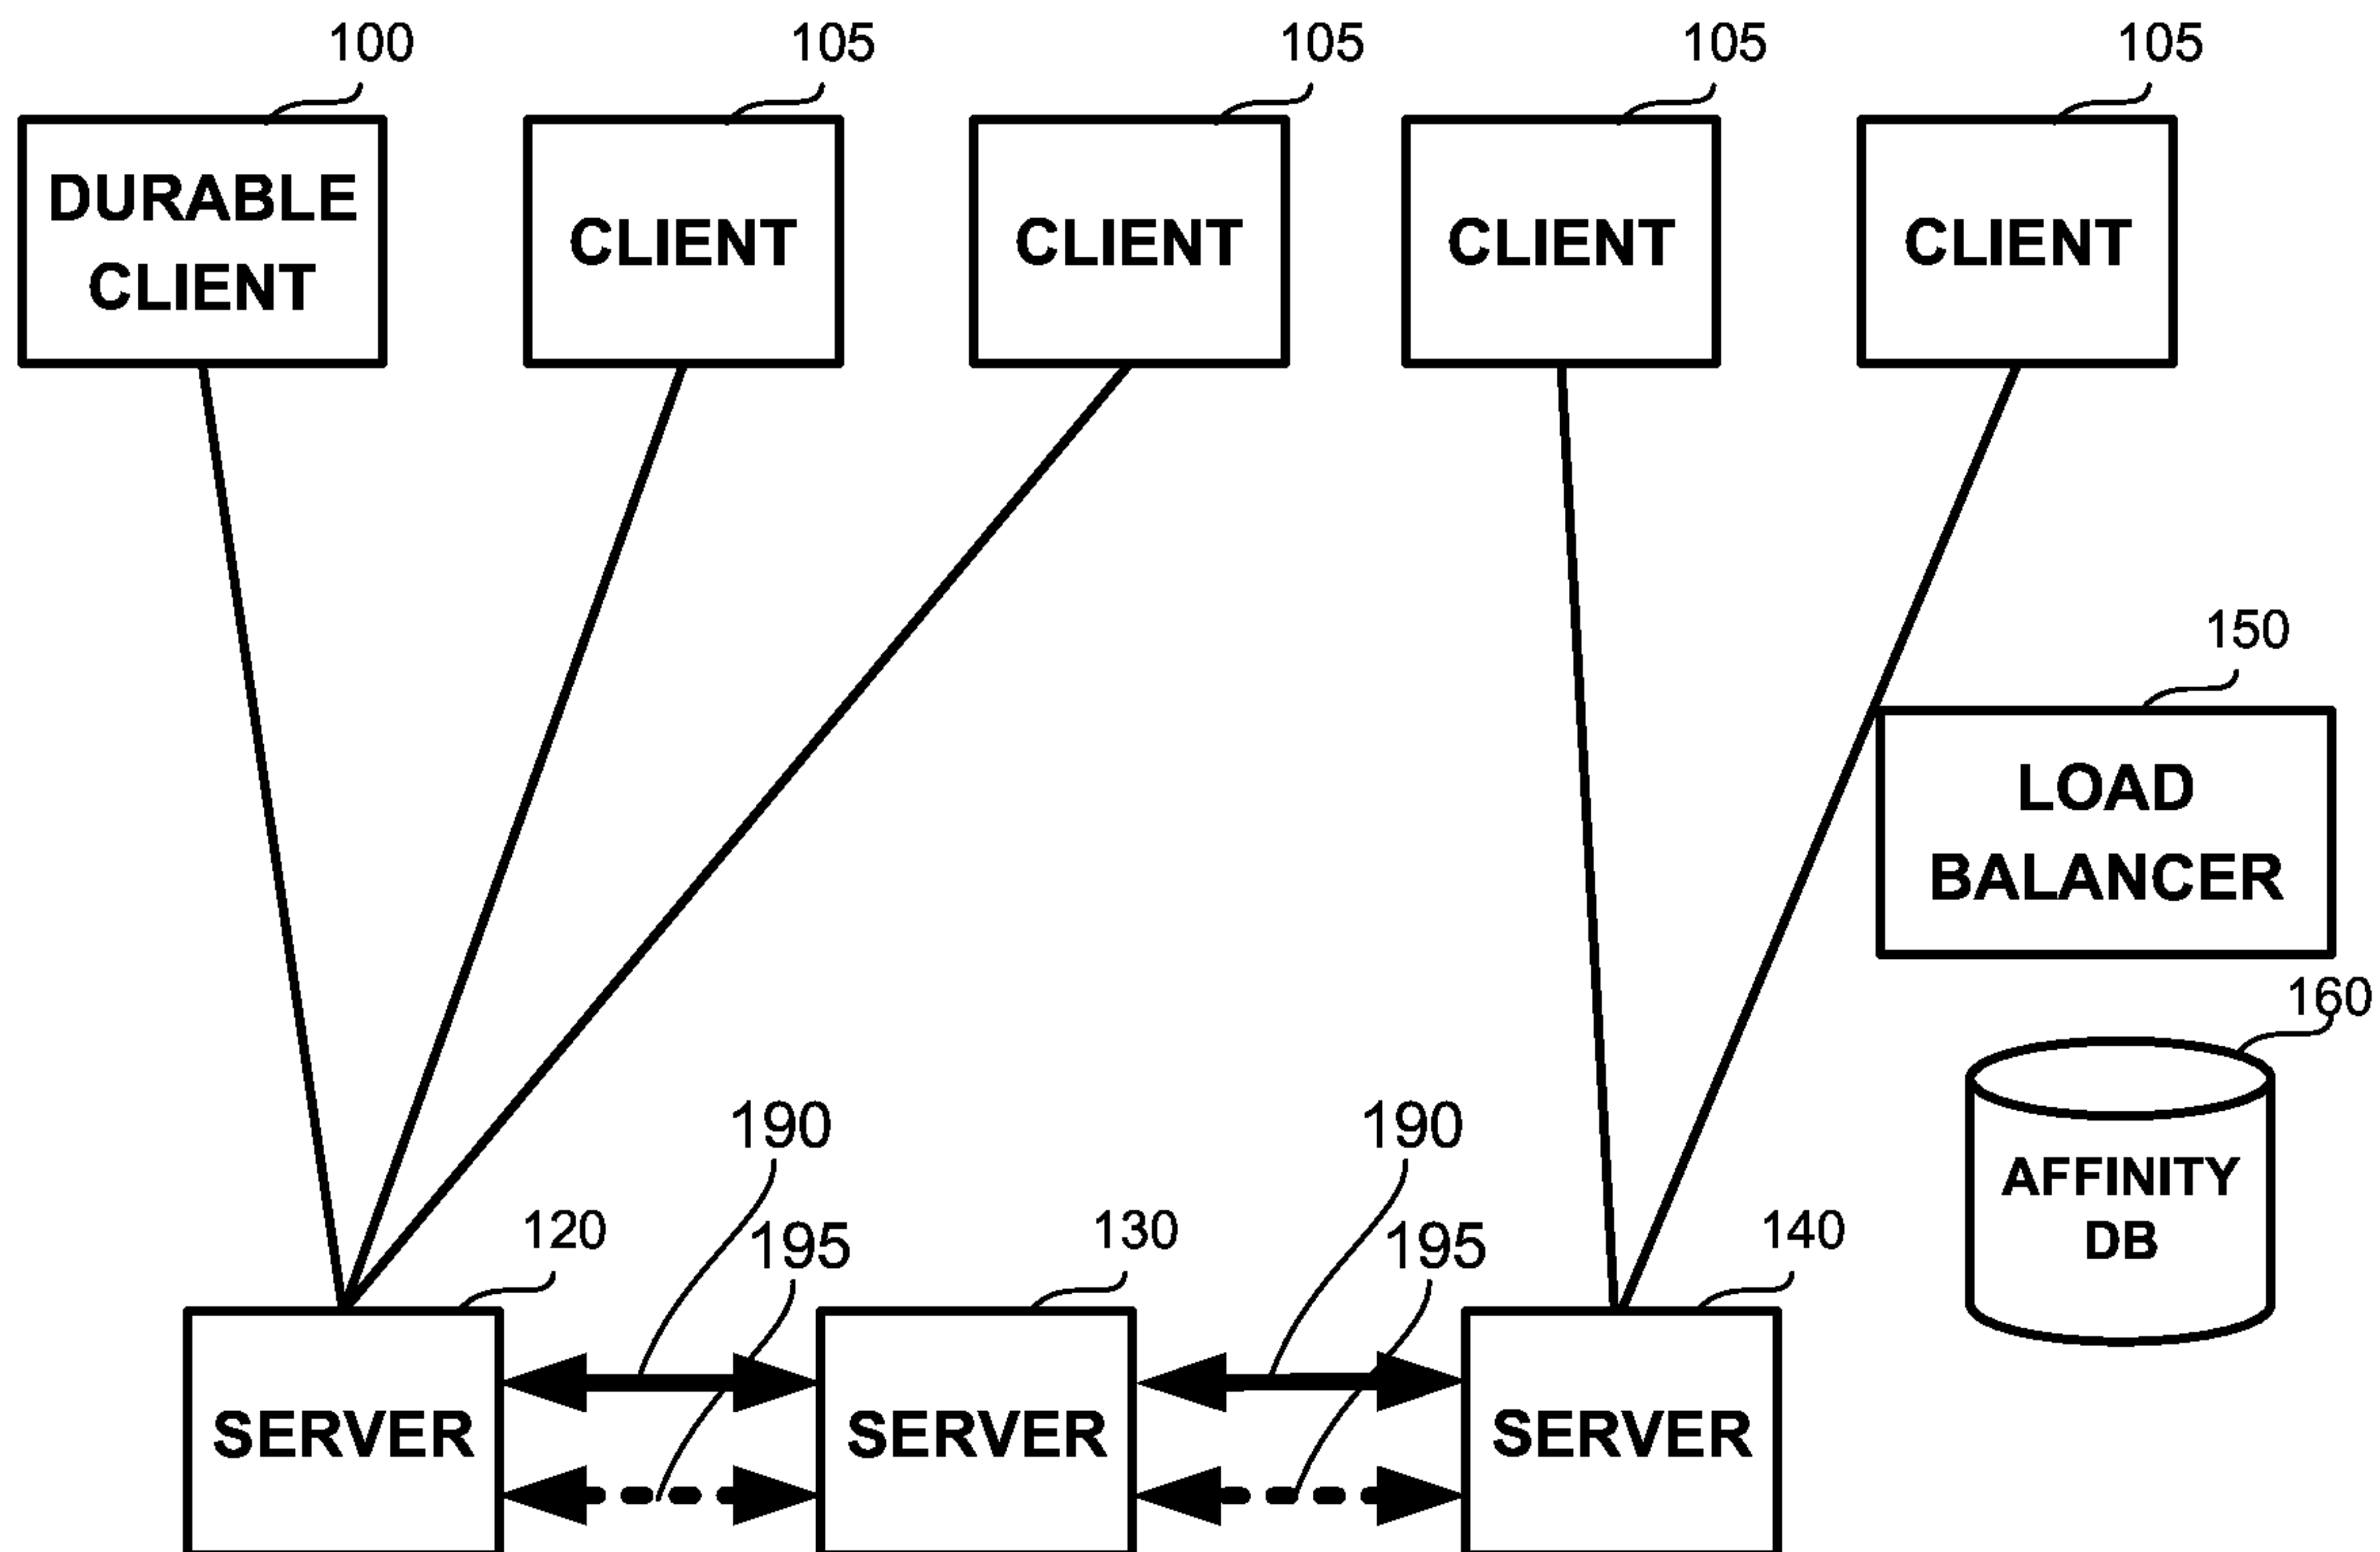 100
105
105
105
105
DURABLE
CLIENT
CLIENT
CLIENT
CLIENT
CLIENT
150
LOAD
BALANCER
160
AFFINITY
DB
190
190
120
195
130
195
140
SERVER
SERVER
SERVER